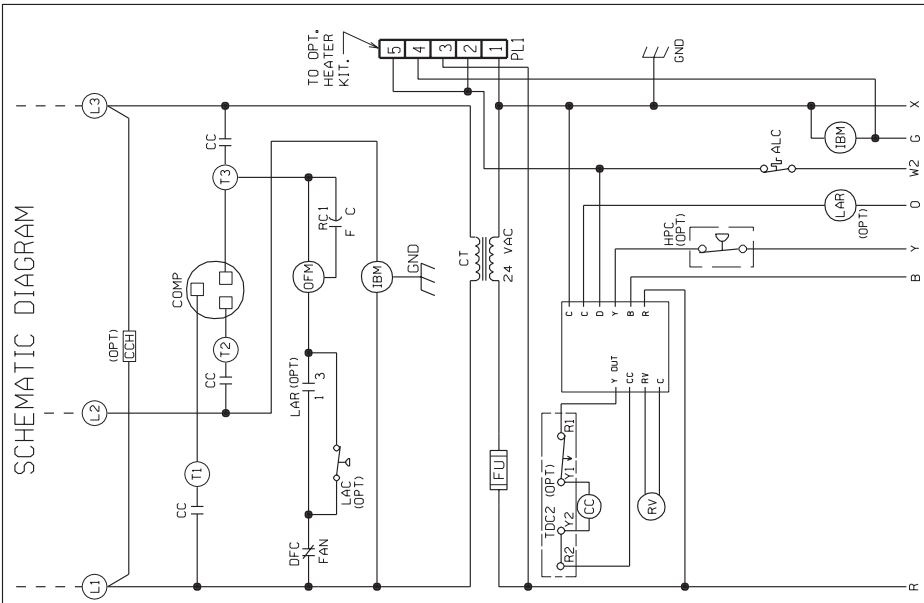 SCHEMATIC DIAGRAM
L1
L2
L3
(OPT)
CCH
COMP
CC
T1
CC
T2
T3
CC
DFC
FAN
LAR (OPT)
1 3
LAC
(OPT)
OFM
RC1
F C
IBM
GND
CT
24 VAC
FU
TO OPT.
HEATER
KIT.
5
4
3
2
1
PL1
GND
TDC2 (OPT)
R2
Y2
Y1
R1
CC
RV
Y OUT
CC
RV
C
C
C
D
Y
B
R
HPC
(OPT)
LAR
(OPT)
ALC
IBM
R
B
Y
O
W2
G
X